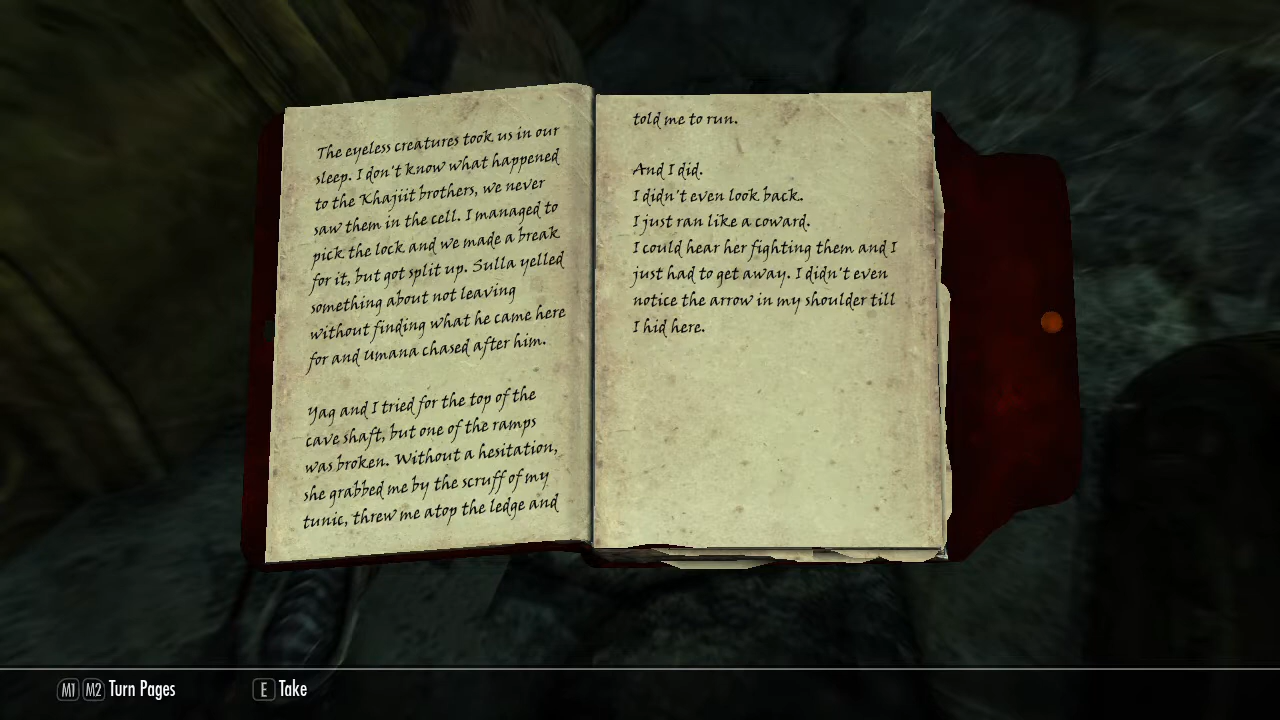 The eyeless creatures took us in our
sleep. I don't know what happened
to the Khajiit brothers, we never
saw them in the cell. I managed to
pick the lock and we made a break
for it, but got split up. Sulla yelled
something about not leaving
without finding what he came here
for and Umana chased after him.
Yag and I tried for the top of the
cave shaft, but one of the ramps
was broken. Without a hesitation,
she grabbed me by the scruff of my
tunic, threw me atop the ledge and
told me to run.
And I did.
I didn't even look back.
I just ran like a coward.
I could hear her fighting them and I
just had to get away. I didn't even
notice the arrow in my shoulder till
I hid here.
M1 M2 Turn Pages
E Take